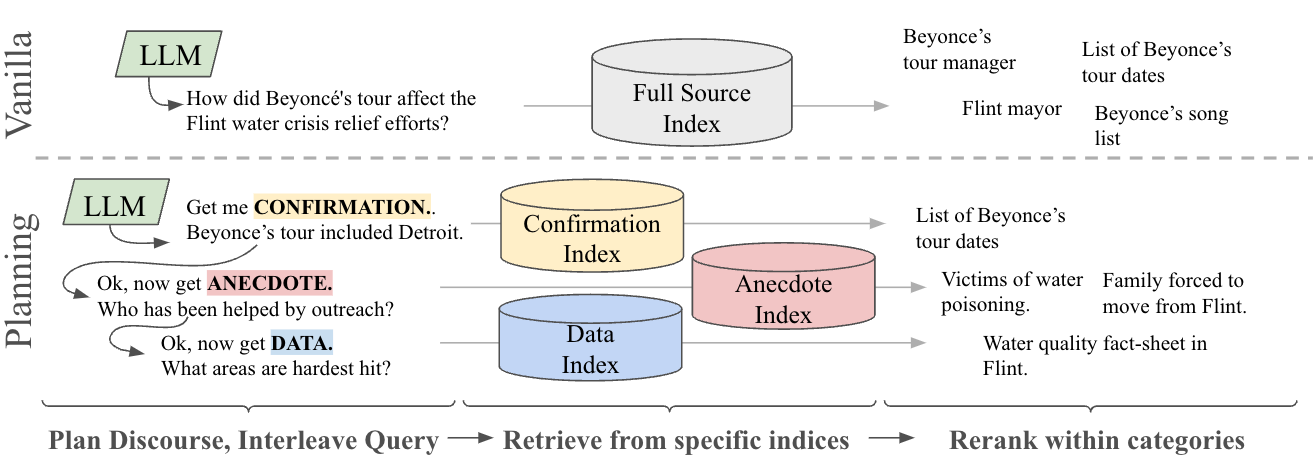 Vanilla
LLM
How did Beyoncé's tour affect the
Flint water crisis relief efforts?
Full Source
Index
Beyonce's
tour manager
List of Beyonce's
tour dates
Flint mayor
Beyonce's song
list
Planning
LLM
Get me CONFIRMATION..
Beyonce's tour included Detroit.
Ok, now get ANECDOTE.
Who has been helped by outreach?
Ok, now get DATA.
What areas are hardest hit?
Confirmation
Index
Anecdote
Index
Data
Index
List of Beyonce's
tour dates
Victims of water
poisoning.
Family forced to
move from Flint.
Water quality fact-sheet in
Flint.
Plan Discourse, Interleave Query
Retrieve from specific indices
Rerank within categories